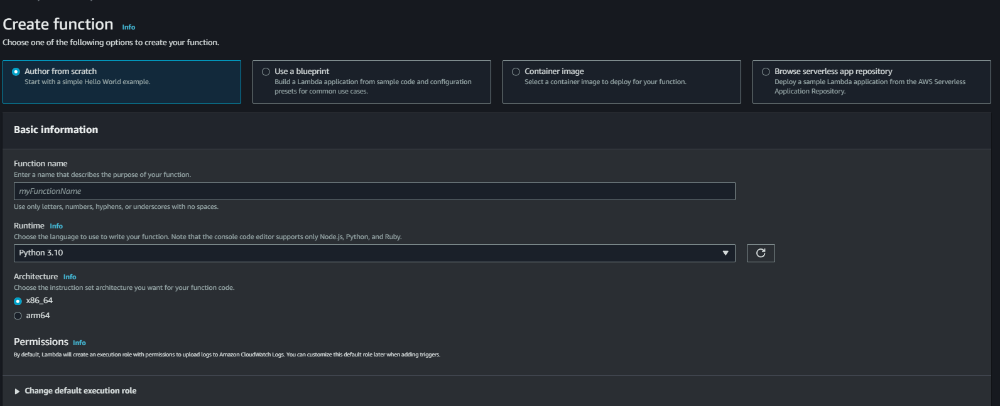 Create function Info
Choose one of the following options to create your function.
Author from scratch
Start with a simple Hello World example.
Use a blueprint
Build a Lambda application from sample code and configuration
presets for common use cases.
Container image
Select a container image to deploy for your function.
Browse serverless app repository
Deploy a sample Lambda application from the AWS Serverless
Application Repository.
Basic information
Function name
Enter a name that describes the purpose of your function.
myFunctionName
Use only letters, numbers, hyphens, or underscores with no spaces.
Runtime Info
Choose the language to use to write your function. Note that the console code editor supports only Node.js, Python, and Ruby.
Python 3.10
Architecture Info
Choose the instruction set architecture you want for your function code.
x86_64
arm64
Permissions Info
By default, Lambda will create an execution role with permissions to upload logs to Amazon CloudWatch Logs. You can customize this default role later when adding triggers.
Change default execution role